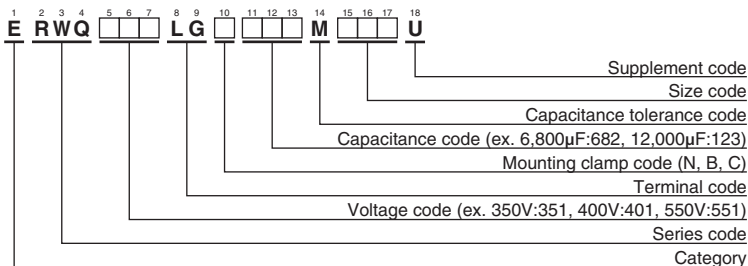 1 2 3 4 5 6 7 8 9 10 11 12 13 14 15 16 17 18
E RWQ □□□ LG □ □□□ M □□□ U
Supplement code
Size code
Capacitance tolerance code
Capacitance code (ex. 6,800μF:682, 12,000μF:123)
Mounting clamp code (N, B, C)
Terminal code
Voltage code (ex. 350V:351, 400V:401, 550V:551)
Series code
Category